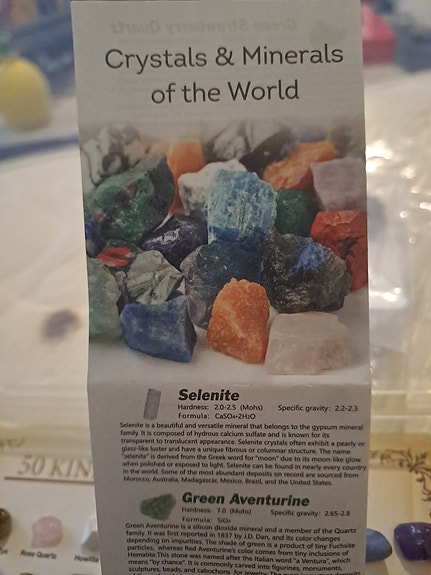 Crystals & Minerals
of the World
Selenite
Hardness: 2.0-2.5 (Mohs) Specific gravity: 2.2-2.3
Formula: CaSO₄•2H₂O
Selenite is a beautiful and versatile mineral that belongs to the gypsum mineral
family. It is composed of hydrous calcium sulfate and is known for its
transparent to translucent appearance. Selenite crystals often exhibit a pearly or
glass-like luster and have a unique fibrous or columnar structure. The name
"selenite" is derived from the Greek word for "moon" due to its moon-like glow
when polished or exposed to light. Selenite can be found in nearly every country
in the world. Some of the most abundant deposits on record are sourced from
Morocco, Australia, Madagascar, Mexico, Brazil, and the United States.
50 KIN
Green Aventurine
Hardness: 7.0 (Mohs) Specific gravity: 2.65-2.8
Formula: SiO₂
Green Aventurine is a silicon dioxide mineral and a member of the Quartz
family. It was first reported in 1837 by J.D. Dan, and its color changes
depending on impurities. The shade of green is a product of tiny Fuchsite
particles, whereas Red Aventurine's color comes from tiny inclusions of
Hematite.This stone was named after the Italian word "a Ventura", which
means "by chance". It is commonly carved into figurines, monuments,
sculptures, beads, and cabochons for jewelry.
Rose Quartz
Howlite